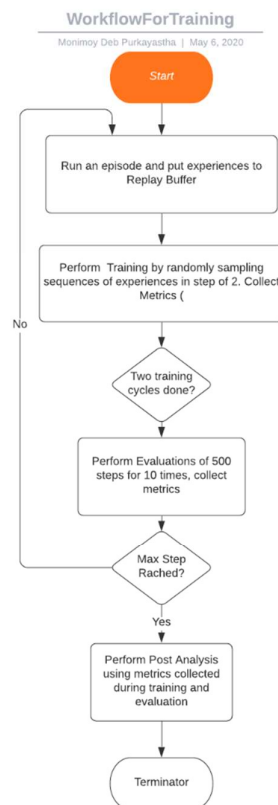 WorkflowForTraining
Monimoy Deb Purkayastha | May 6, 2020
Start
Run an episode and put experiences to
Replay Buffer
Perform Training by randomly sampling
sequences of experiences in step of 2. Collect
Metrics (
No
Two training
cycles done?
Perform Evaluations of 500
steps for 10 times, collect
metrics
Max Step
Rached?
Yes
Perform Post Analysis
using metrics collected
during training and
evaluation
Terminator